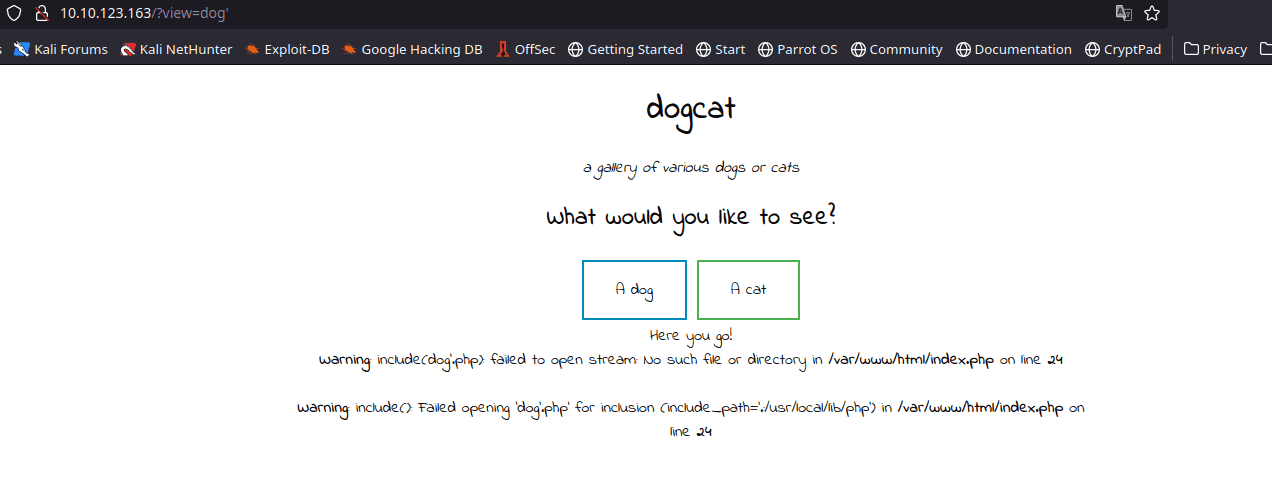 10.10.123.163/?view=dog'
s Kali Forums Kali NetHunter Exploit-DB Google Hacking DB OffSec Getting Started Start Parrot OS Community Documentation CryptPad Privacy
dogcat
a gallery of various dogs or cats
What would you like to see?
A dog A cat
Here you go!
Warning: include(dog'.php): failed to open stream: No such file or directory in /var/www/html/index.php on line 24
Warning: include(): Failed opening 'dog'.php' for inclusion (include_path='.:/usr/local/lib/php') in /var/www/html/index.php on
line 24